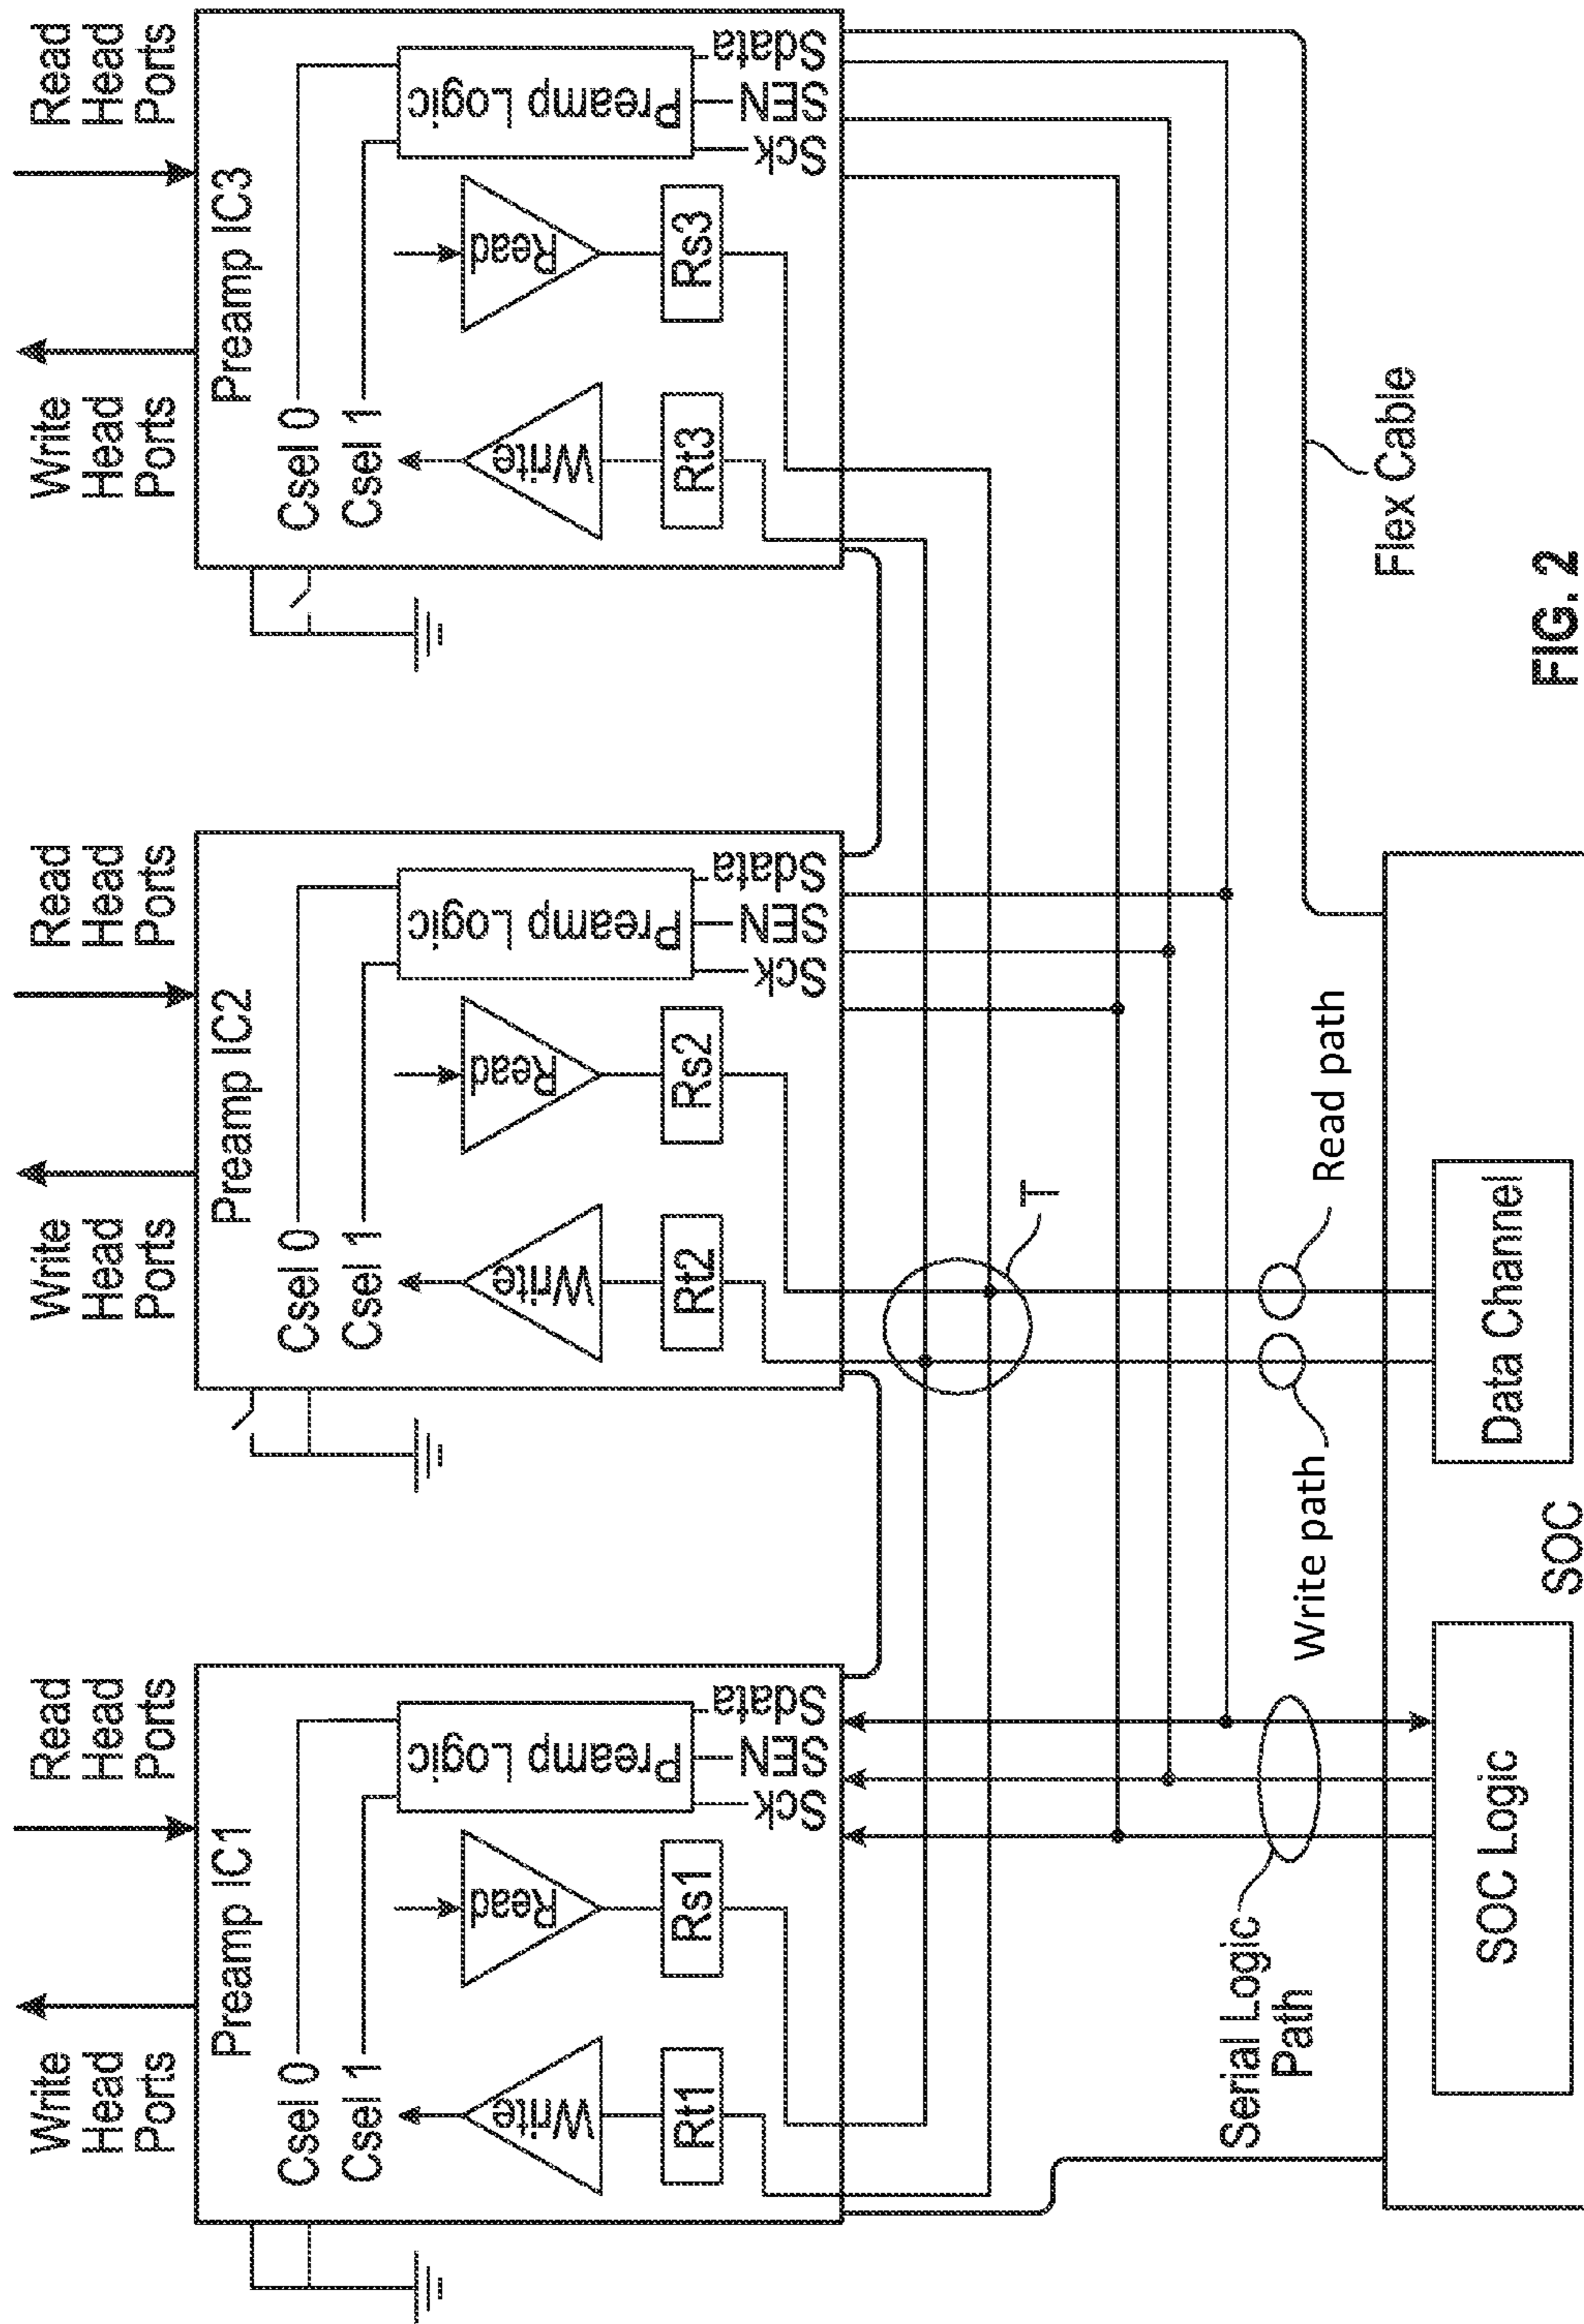 Write
Head
Ports
Read
Head
Ports
Write
Head
Ports
Read
Head
Ports
Write
Head
Ports
Read
Head
Ports
Preamp IC1
Csel 0
Csel 1
Write
Read
Preamp Logic
Rt1
Rs1
Sck
SEN
Sdata
Preamp IC2
Csel 0
Csel 1
Write
Read
Preamp Logic
Rt2
Rs2
Sck
SEN
Sdata
Preamp IC3
Csel 0
Csel 1
Write
Read
Preamp Logic
Rt3
Rs3
Sck
SEN
Sdata
T
Serial Logic
Path
Write path
Read path
Flex Cable
SOC Logic
Data Channel
SOC
FIG. 2